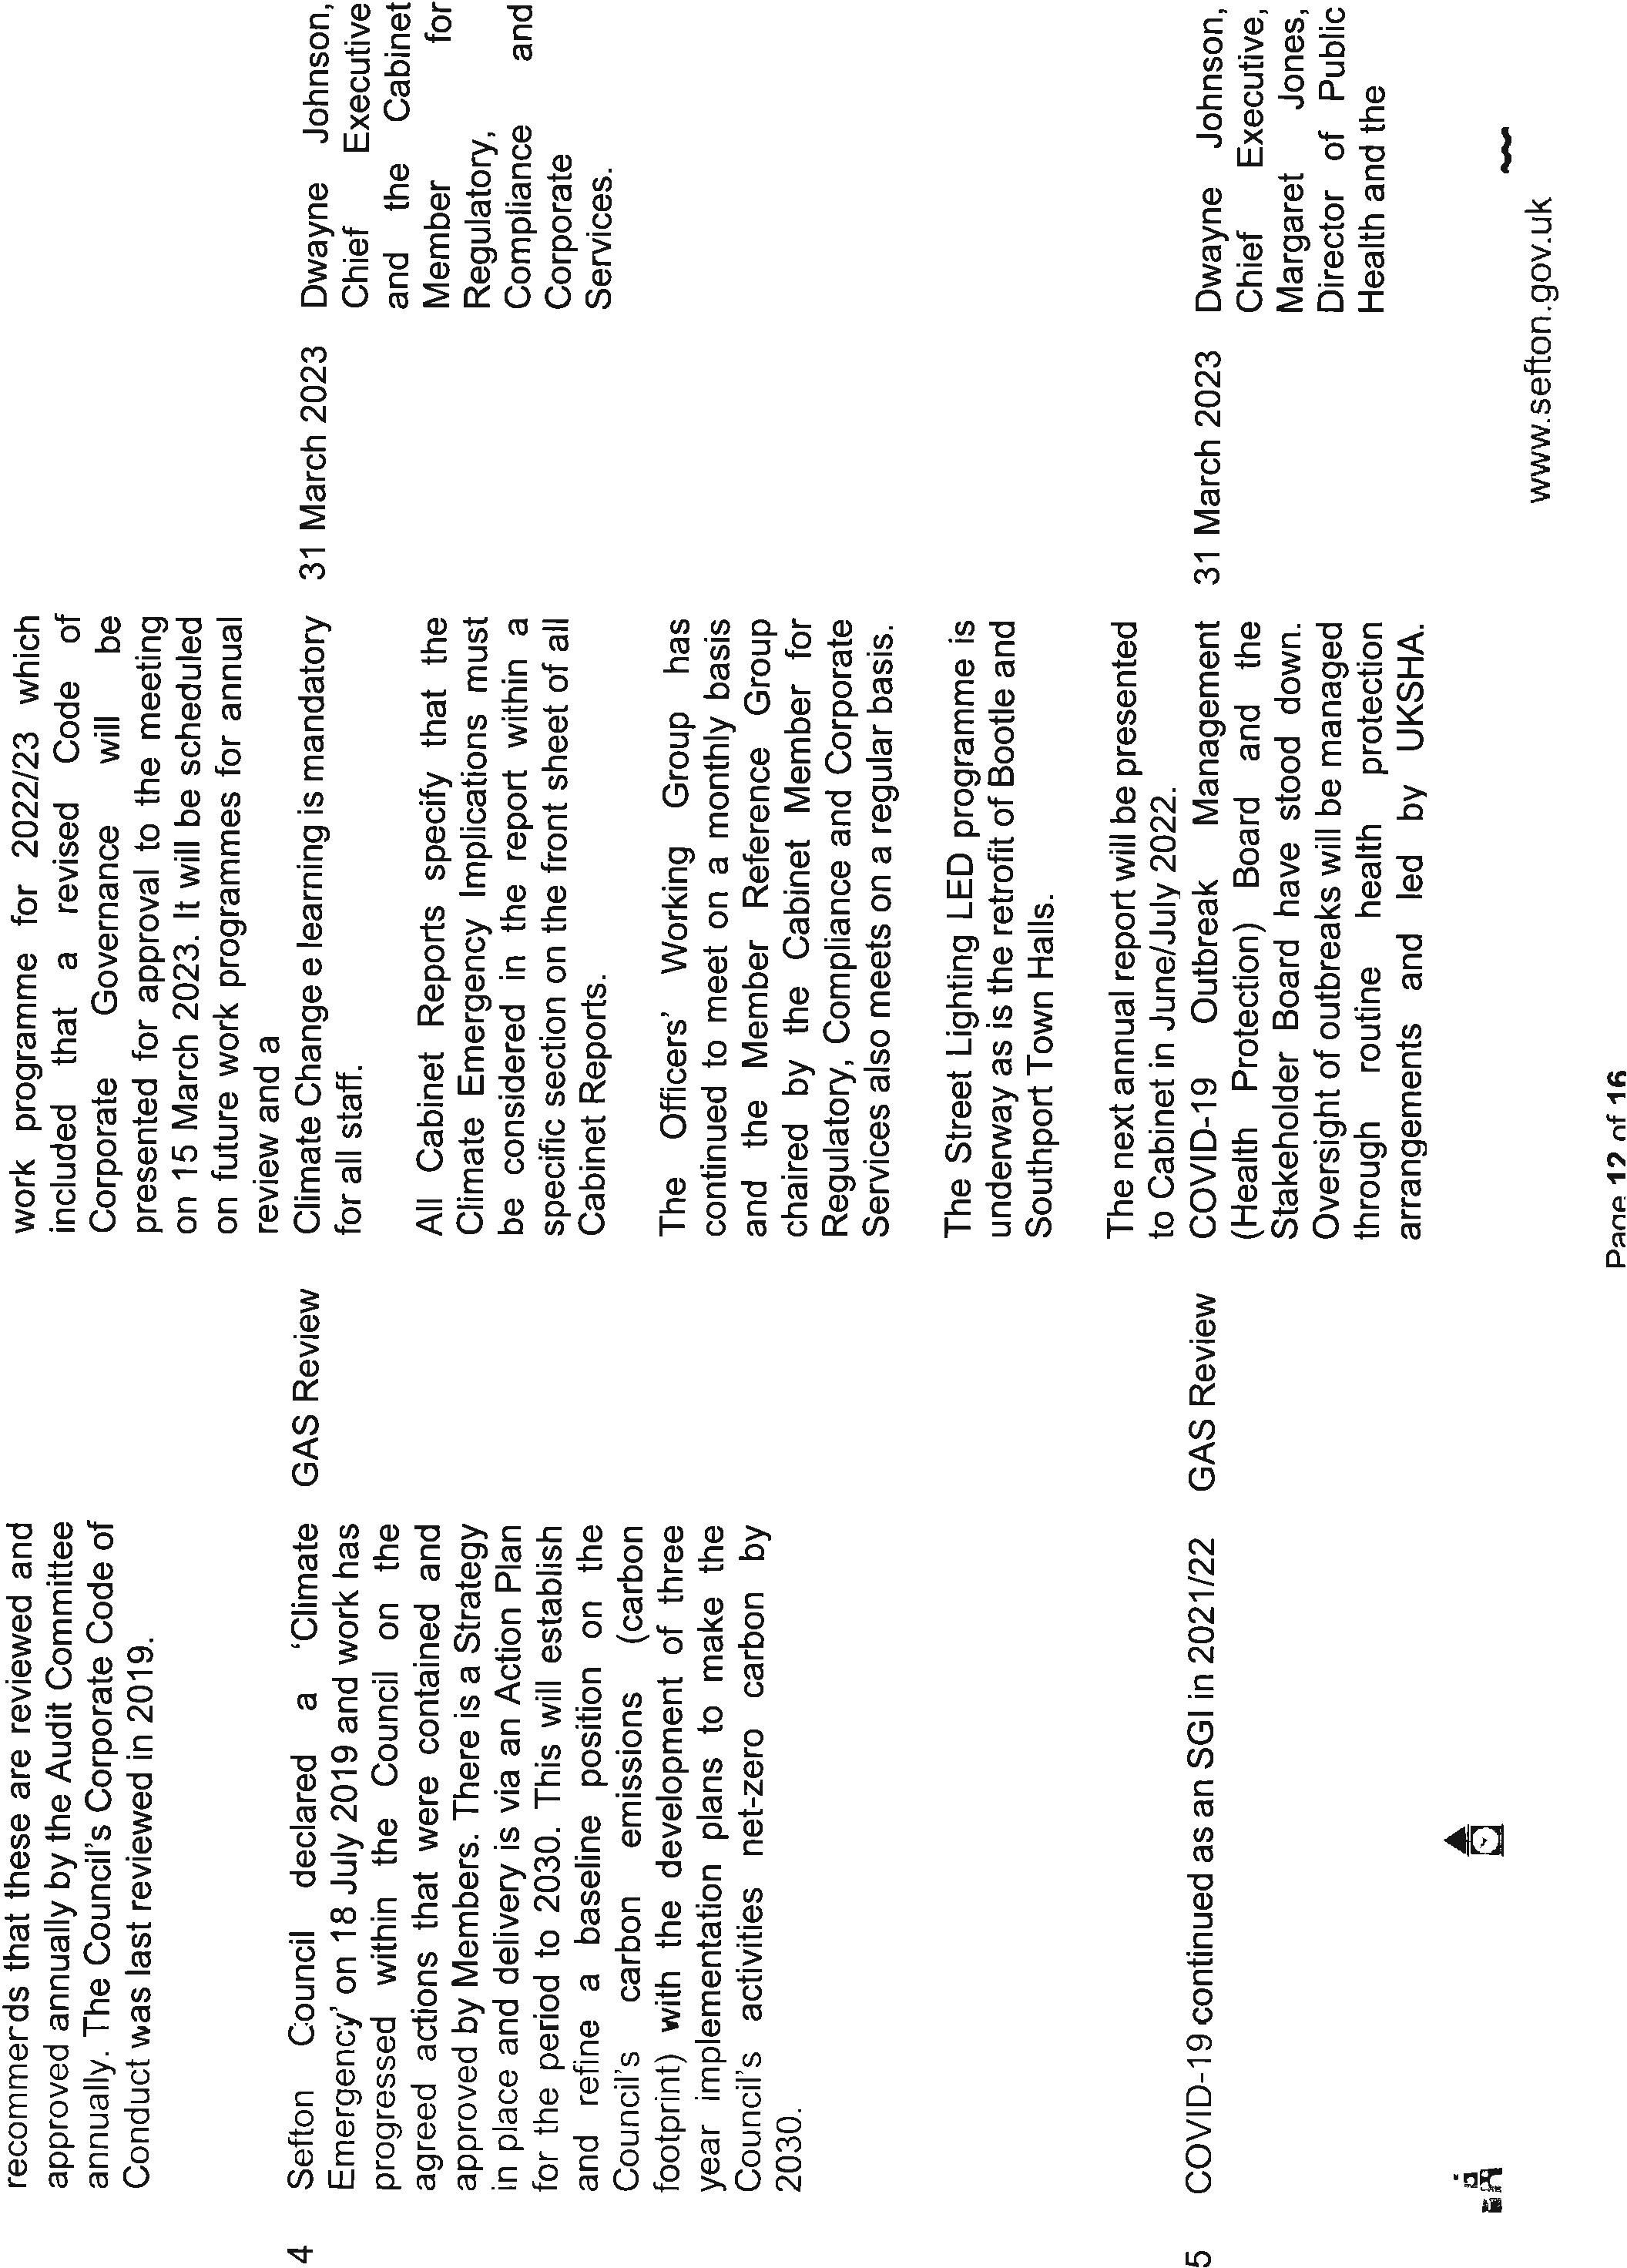 recommends that these are reviewed and
approved annually by the Audit Committee
annually. The Council's Corporate Code of
Conduct was last reviewed in 2019.
work programme for 2022/23 which
included that a revised Code of
Corporate Governance will be
presented for approval to the meeting
on 15 March 2023. It will be scheduled
on future work programmes for annual
review and a
4
Sefton Council declared a 'Climate
Emergency' on 18 July 2019 and work has
progressed within the Council on the
agreed actions that were contained and
approved by Members. There is a Strategy
in place and delivery is via an Action Plan
for the period to 2030. This will establish
and refine a baseline position on the
Council's carbon emissions (carbon
footprint) with the development of three
year implementation plans to make the
Council's activities net-zero carbon by
2030.
GAS Review
Climate Change e learning is mandatory
for all staff.
All Cabinet Reports specify that the
Climate Emergency Implications must
be considered in the report within a
specific section on the front sheet of all
Cabinet Reports.
The Officers' Working Group has
continued to meet on a monthly basis
and the Member Reference Group
chaired by the Cabinet Member for
Regulatory, Compliance and Corporate
Services also meets on a regular basis.
The Street Lighting LED programme is
underway as is the retrofit of Bootle and
Southport Town Halls.
The next annual report will be presented
to Cabinet in June/July 2022.
31 March 2023
Dwayne Johnson,
Chief Executive
and the Cabinet
Member for
Regulatory,
Compliance and
Corporate
Services.
5
COVID-19 continued as an SGI in 2021/22
GAS Review
COVID-19 Outbreak Management
(Health Protection) Board and the
Stakeholder Board have stood down.
Oversight of outbreaks will be managed
through routine health protection
arrangements and led by UKSHA.
31 March 2023
Dwayne Johnson,
Chief Executive,
Margaret Jones,
Director of Public
Health and the
www.sefton.gov.uk
Page 12 of 16